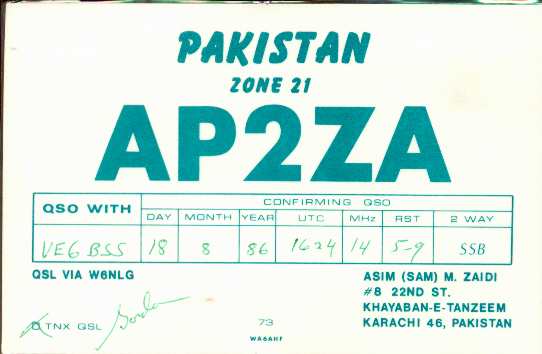 PAKISTAN
ZONE 21
AP2ZA
QSO WITH CONFIRMING QSO
DAY MONTH YEAR UTC MHz RST 2 WAY
VE6BSS 18 8 86 1624 14 5-9 SSB
QSL VIA W6NLG
ASIM (SAM) M. ZAIDI
#8 22ND ST.
KHAYABAN-E-TANZEEM
KARACHI 46, PAKISTAN
TNX QSL Gordon 73
WA6AHF